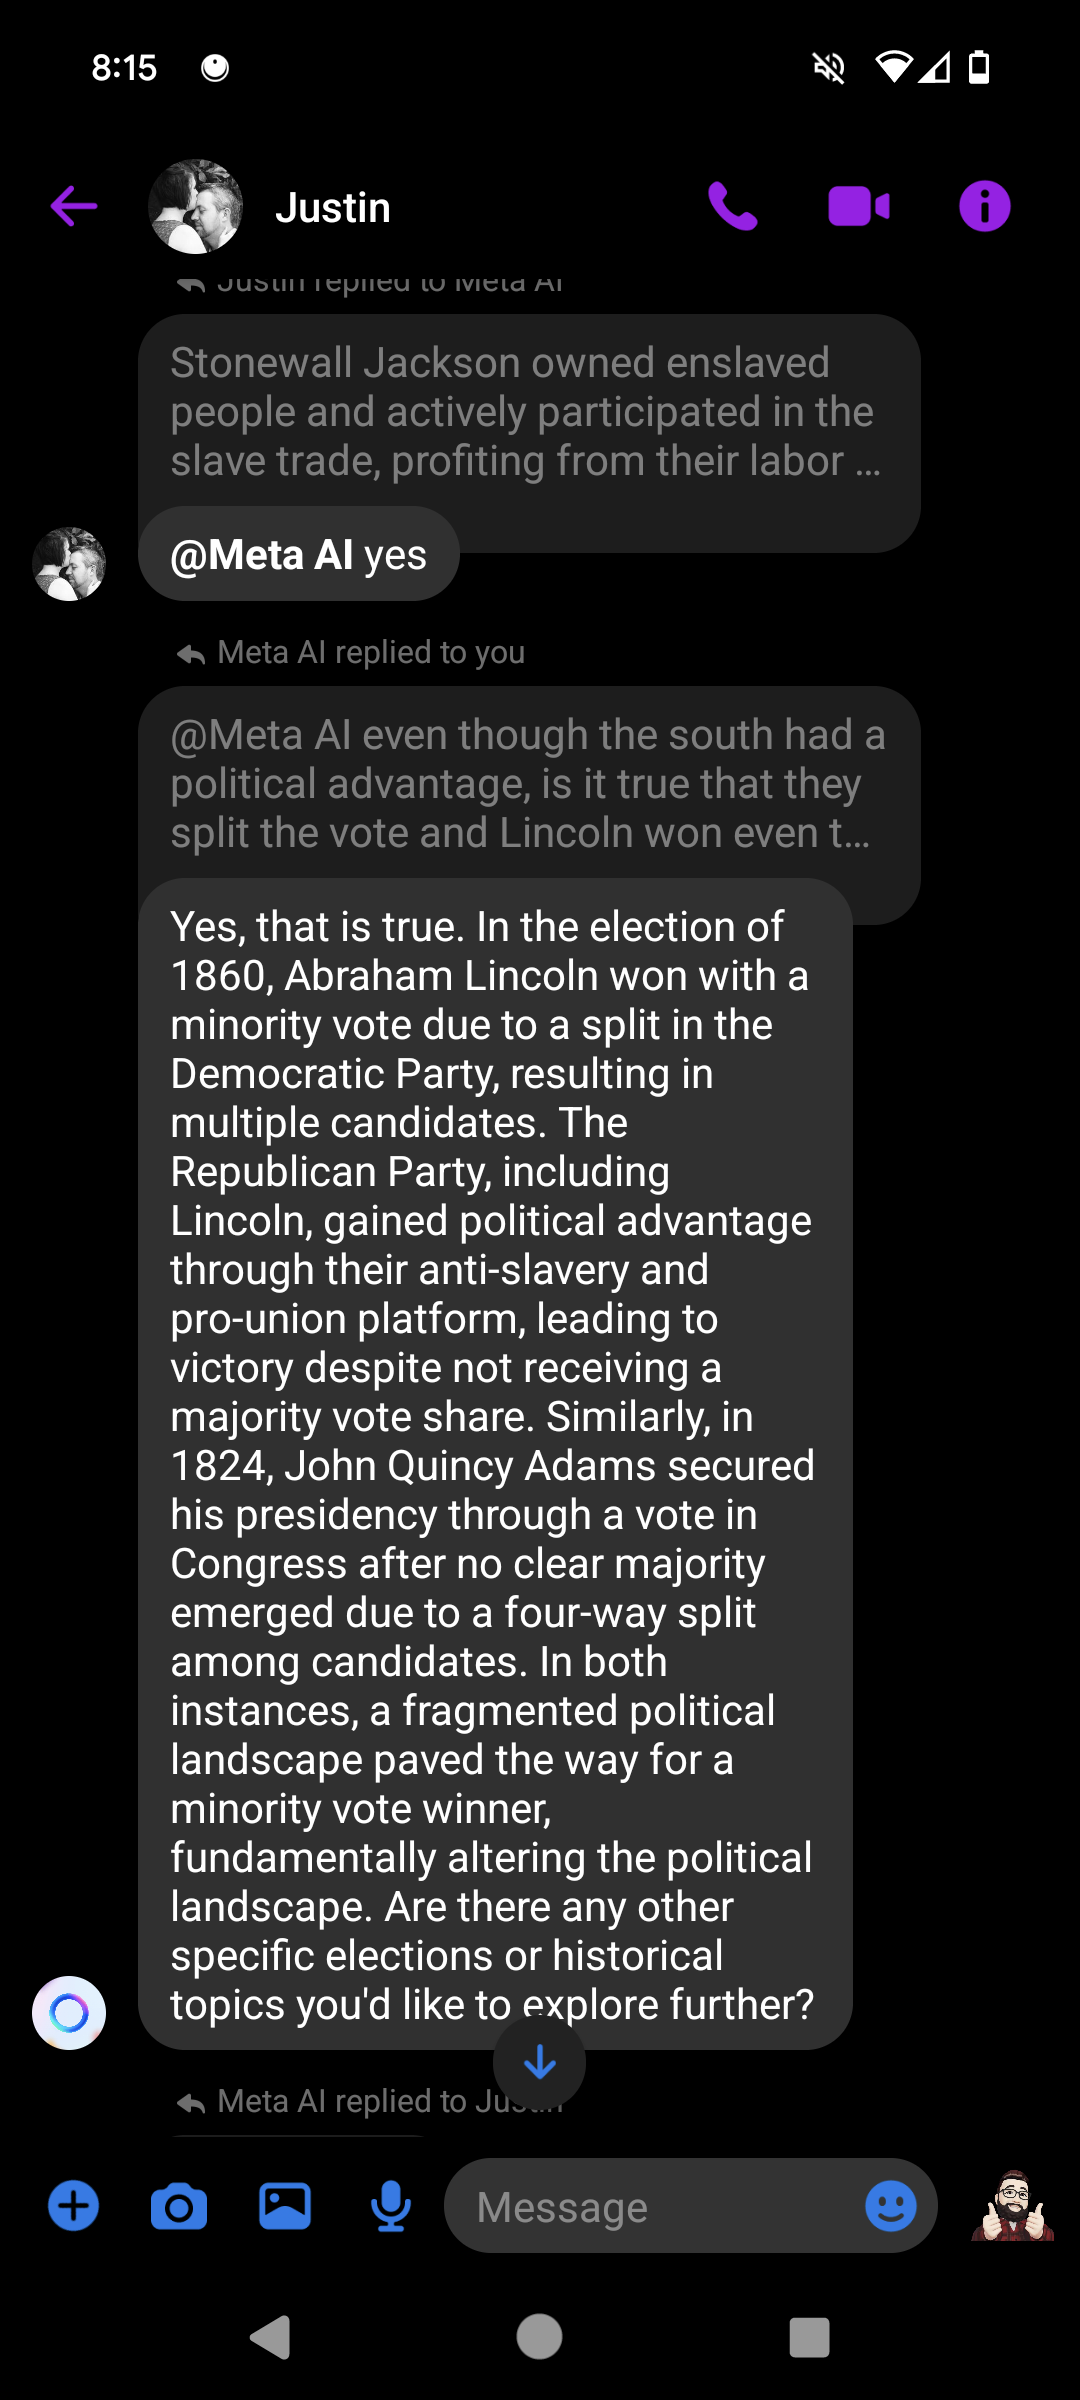 8:15
Justin
Justin replied to Meta AI
Stonewall Jackson owned enslaved
people and actively participated in the
slave trade, profiting from their labor ...
@Meta AI yes
Meta AI replied to you
@Meta AI even though the south had a
political advantage, is it true that they
split the vote and Lincoln won even t...
Yes, that is true. In the election of
1860, Abraham Lincoln won with a
minority vote due to a split in the
Democratic Party, resulting in
multiple candidates. The
Republican Party, including
Lincoln, gained political advantage
through their anti-slavery and
pro-union platform, leading to
victory despite not receiving a
majority vote share. Similarly, in
1824, John Quincy Adams secured
his presidency through a vote in
Congress after no clear majority
emerged due to a four-way split
among candidates. In both
instances, a fragmented political
landscape paved the way for a
minority vote winner,
fundamentally altering the political
landscape. Are there any other
specific elections or historical
topics you'd like to explore further?
Meta AI replied to Justin
Message